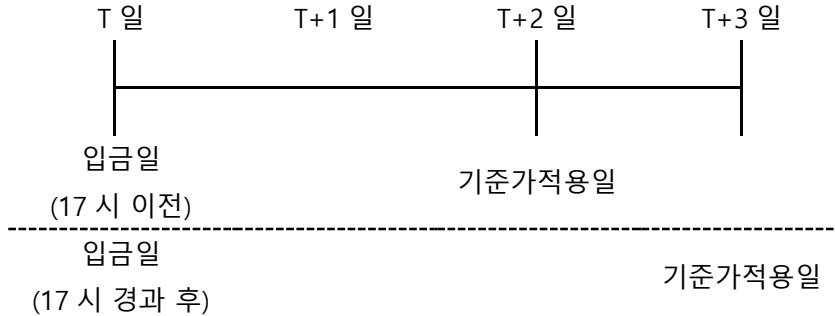 T 일 T+1 일 T+2 일 T+3 일
입금일
(17 시 이전)
기준가적용일
입금일
(17 시 경과 후)
기준가적용일